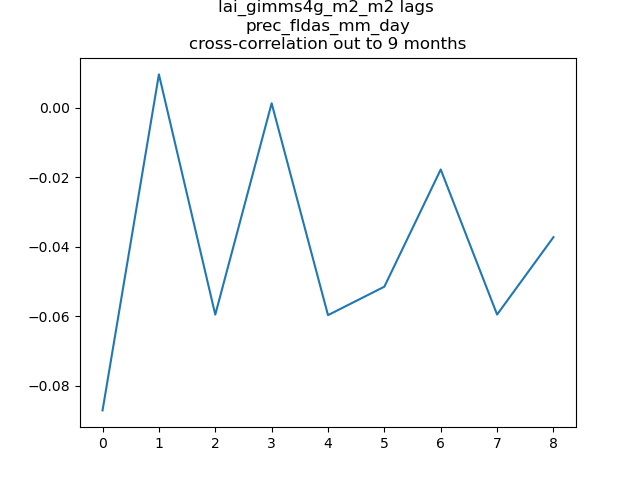 lai_gimms4g_m2_m2 lags
prec_fldas_mm_day
cross-correlation out to 9 months
0.00
−0.02
−0.04
−0.06
−0.08
0 1 2 3 4 5 6 7 8